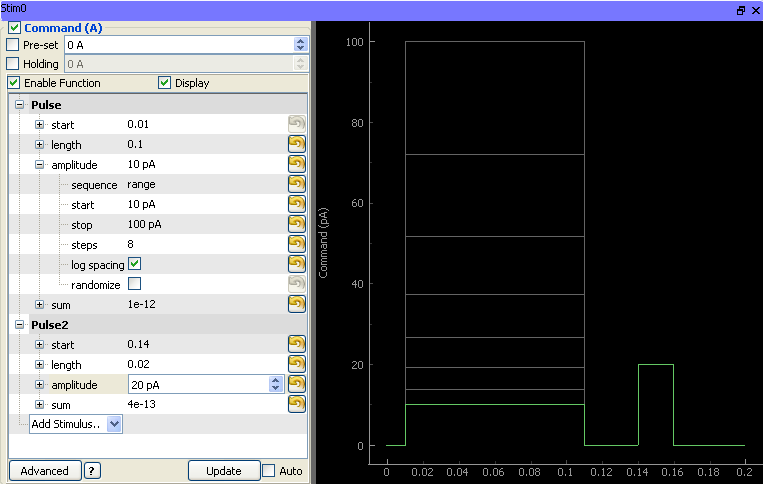 Stim0
Command (A)
Pre-set 0 A
Holding 0 A
Enable Function Display
Pulse
start 0.01
length 0.1
amplitude 10 pA
sequence range
start 10 pA
stop 100 pA
steps 8
log spacing
randomize
sum 1e-12
Pulse2
start 0.14
length 0.02
amplitude 20 pA
sum 4e-13
Add Stimulus..
Advanced ? Update Auto
Command (pA)
100
80
60
40
20
0
0 0.02 0.04 0.06 0.08 0.1 0.12 0.14 0.16 0.18 0.2